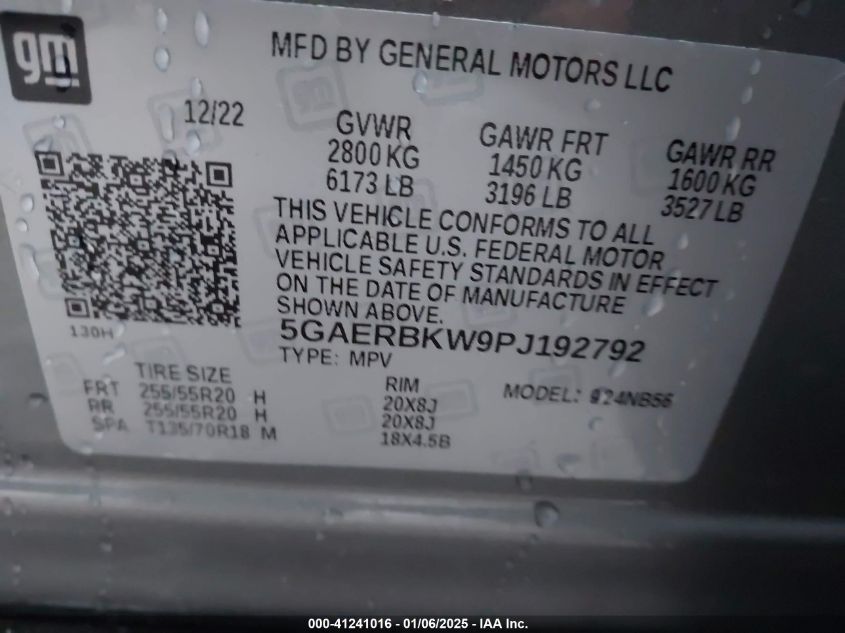 gm
MFD BY GENERAL MOTORS LLC
12/22
GVWR
2800 KG
6173 LB
GAWR FRT
1450 KG
3196 LB
GAWR RR
1600 KG
3527 LB
THIS VEHICLE CONFORMS TO ALL
APPLICABLE U.S. FEDERAL MOTOR
VEHICLE SAFETY STANDARDS IN EFFECT
ON THE DATE OF MANUFACTURE
SHOWN ABOVE.
130H
5GAERBKW9PJ192792
TYPE: MPV
TIRE SIZE
FRT 255/55R20 H
RR 255/55R20 H
SPA T135/70R18 M
RIM
20X8J
20X8J
18X4.5B
MODEL:
000-41241016 - 01/06/2025 - IAA Inc.